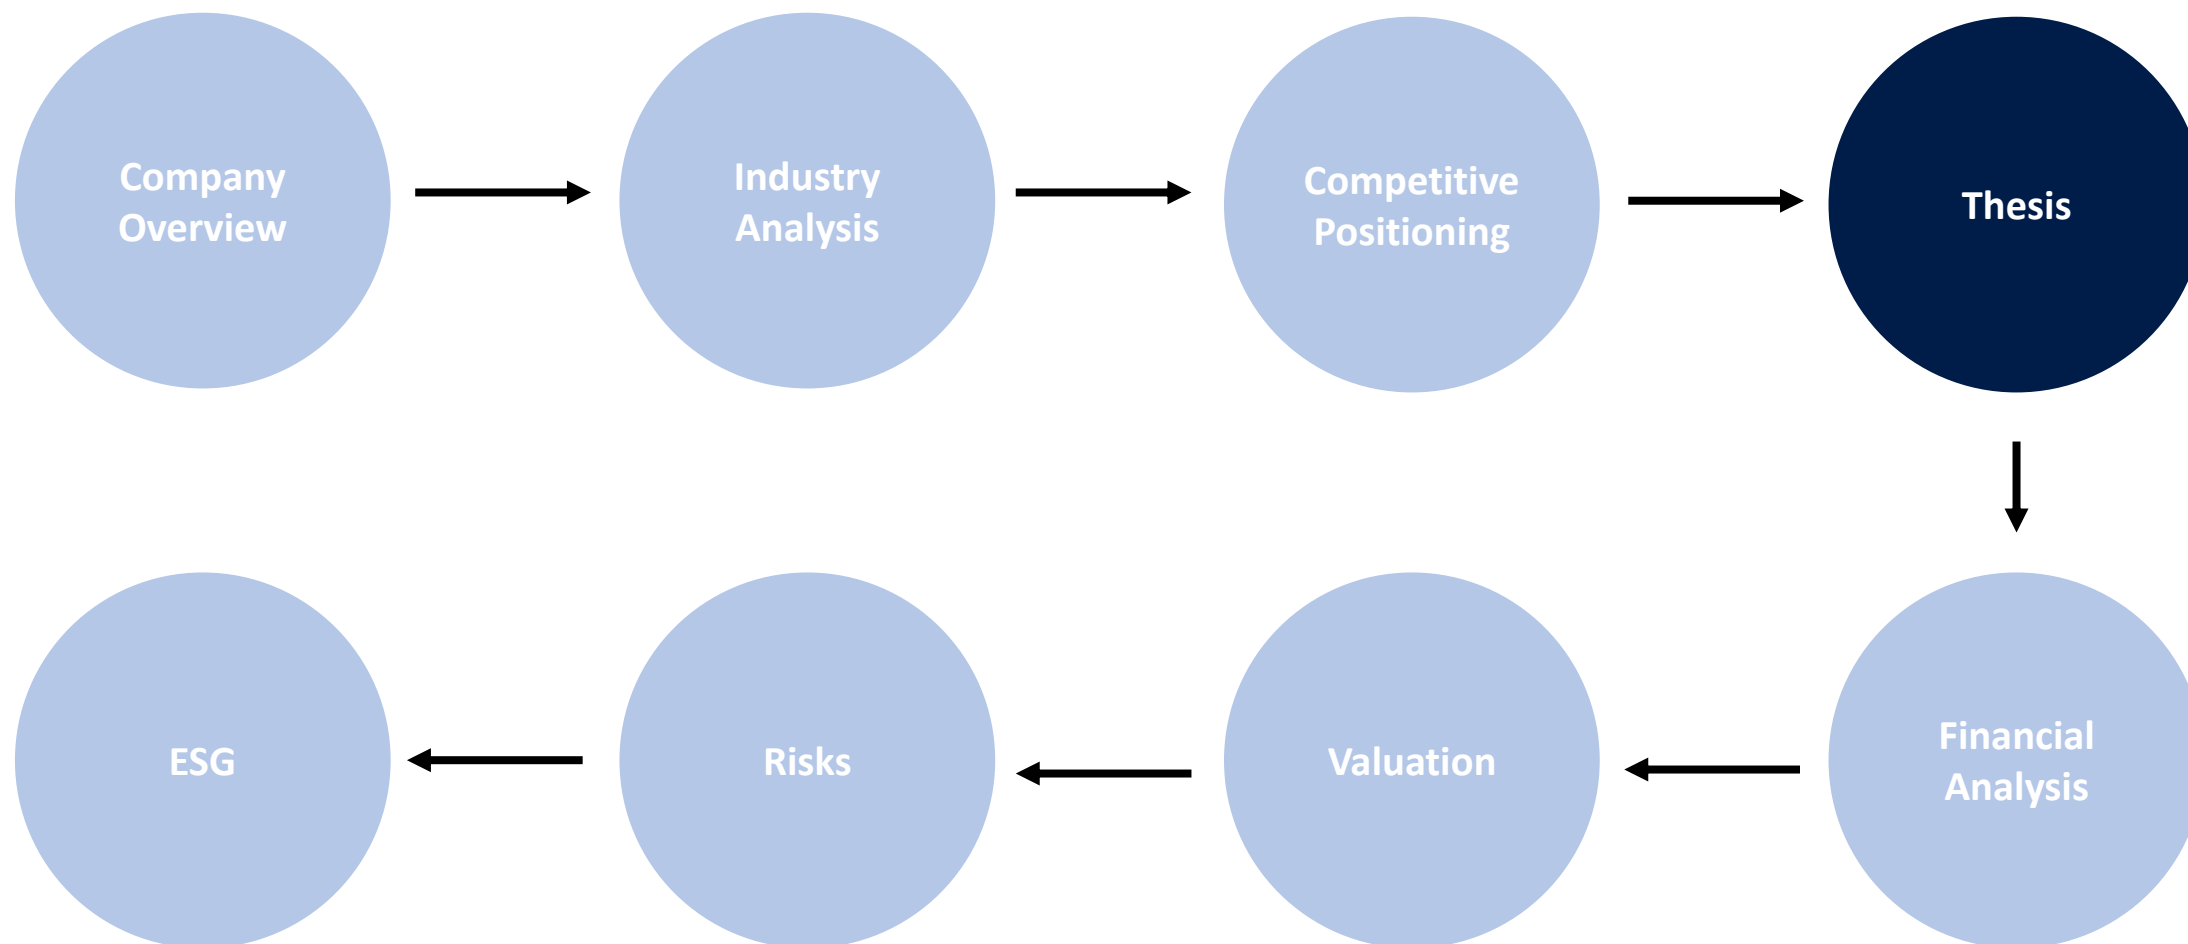 Company
Overview
Industry
Analysis
Competitive
Positioning
Thesis
Financial
Analysis
Valuation
Risks
ESG